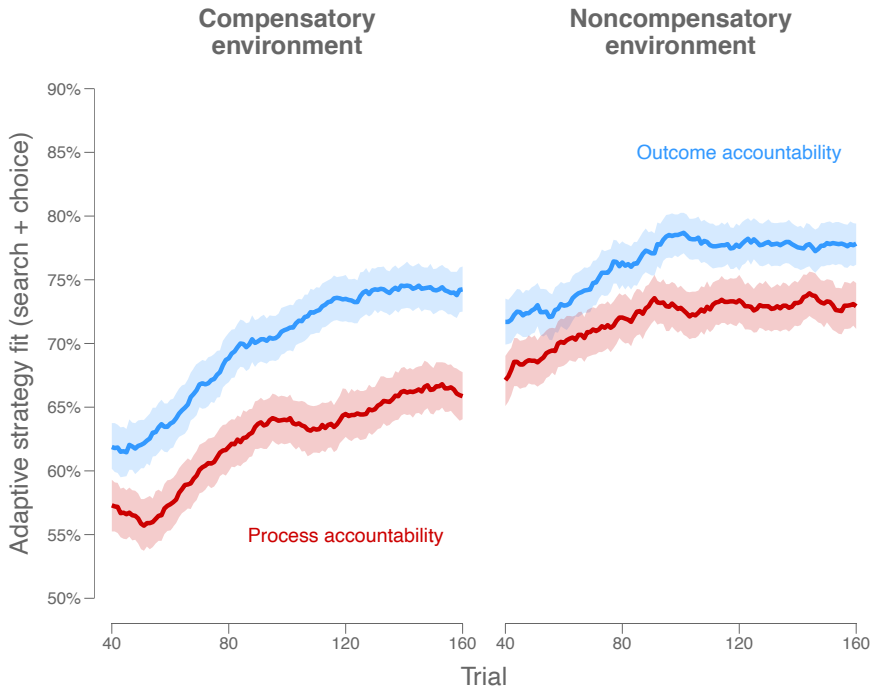 Compensatory
environment
Noncompensatory
environment
Adaptive strategy fit (search + choice)
90%
85%
80%
75%
70%
65%
60%
55%
50%
Outcome accountability
Process accountability
40
80
120
160
40
80
120
160
Trial